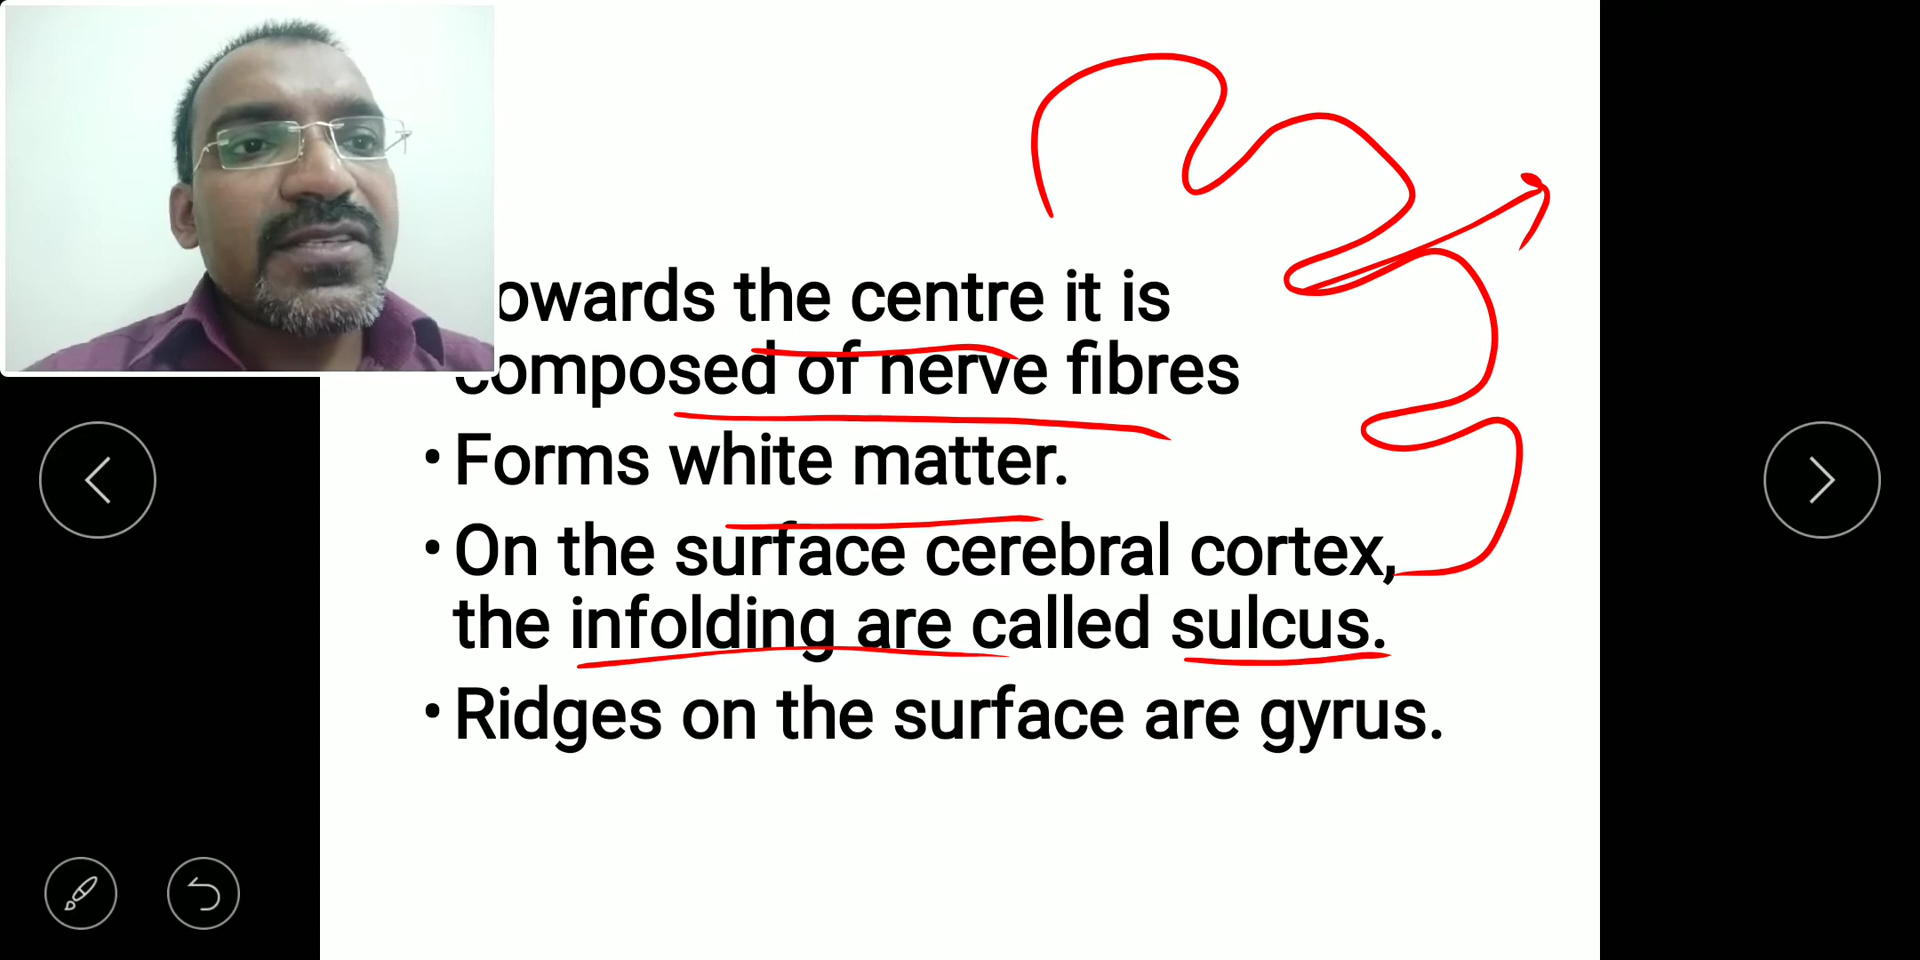 owards the centre it is
composed of nerve fibres
• Forms white matter.
• On the surface cerebral cortex,
the infolding are called sulcus.
• Ridges on the surface are gyrus.